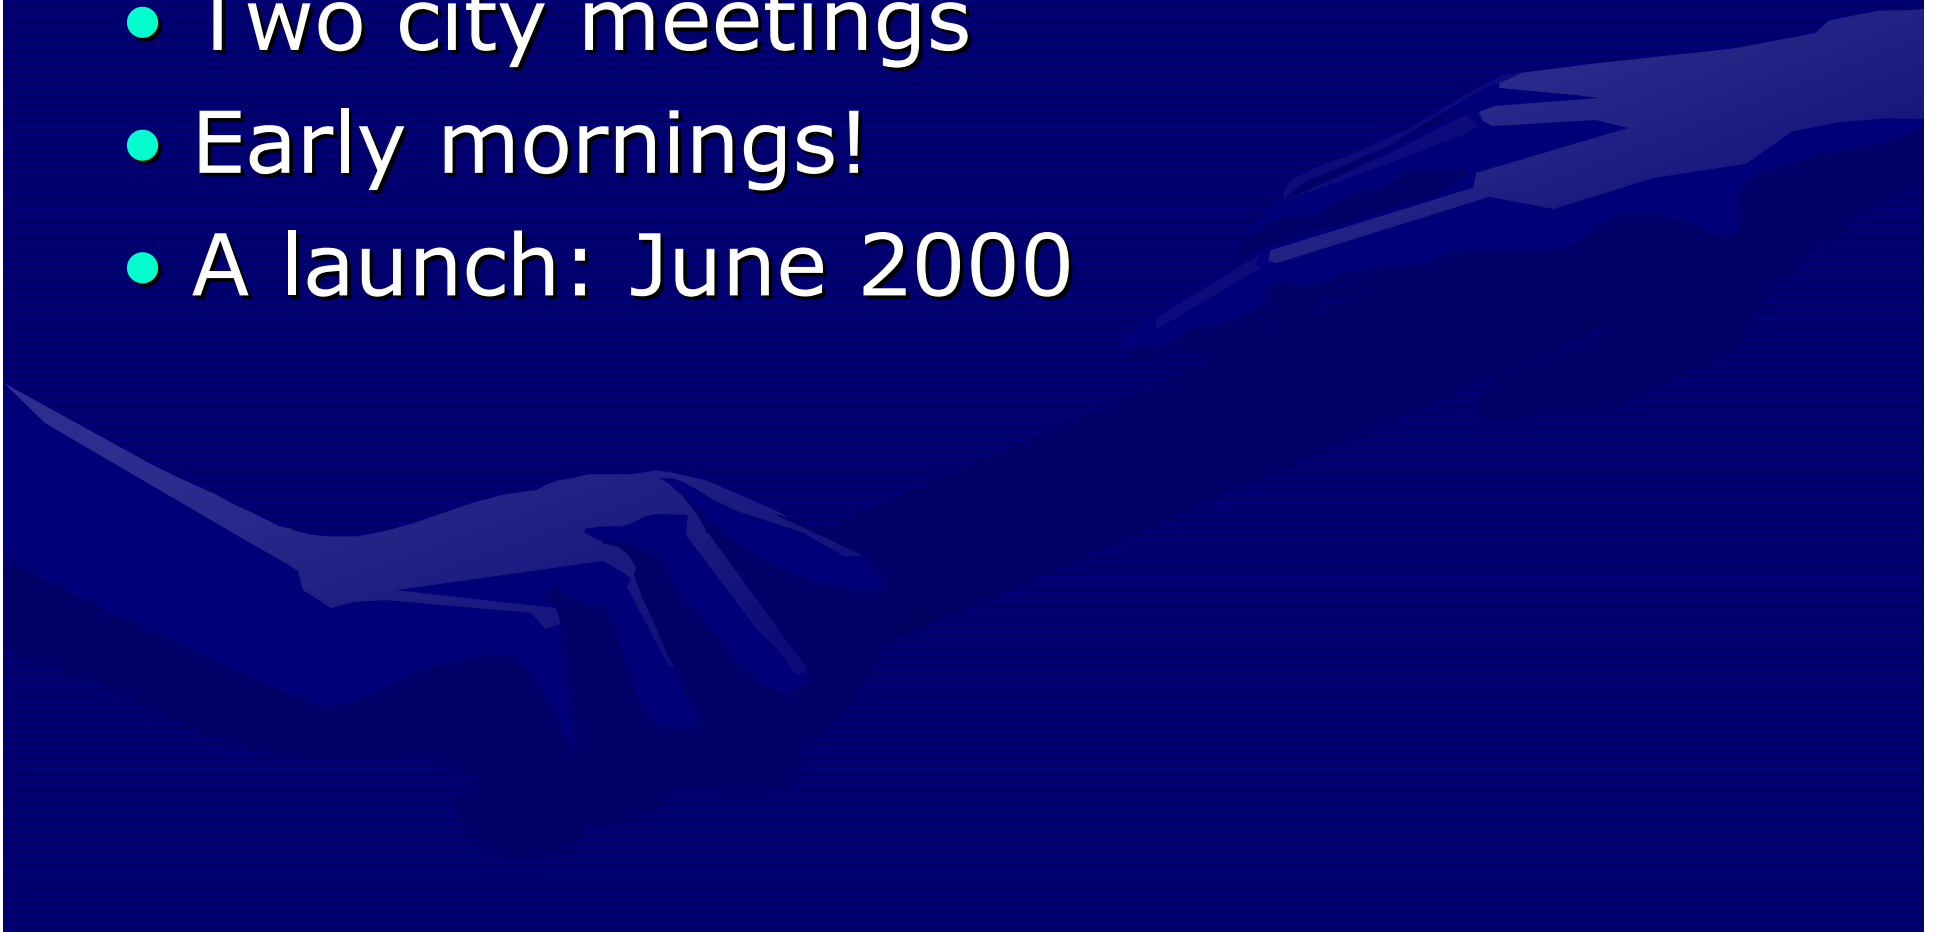 • Two city meetings
• Early mornings!
• A launch: June 2000